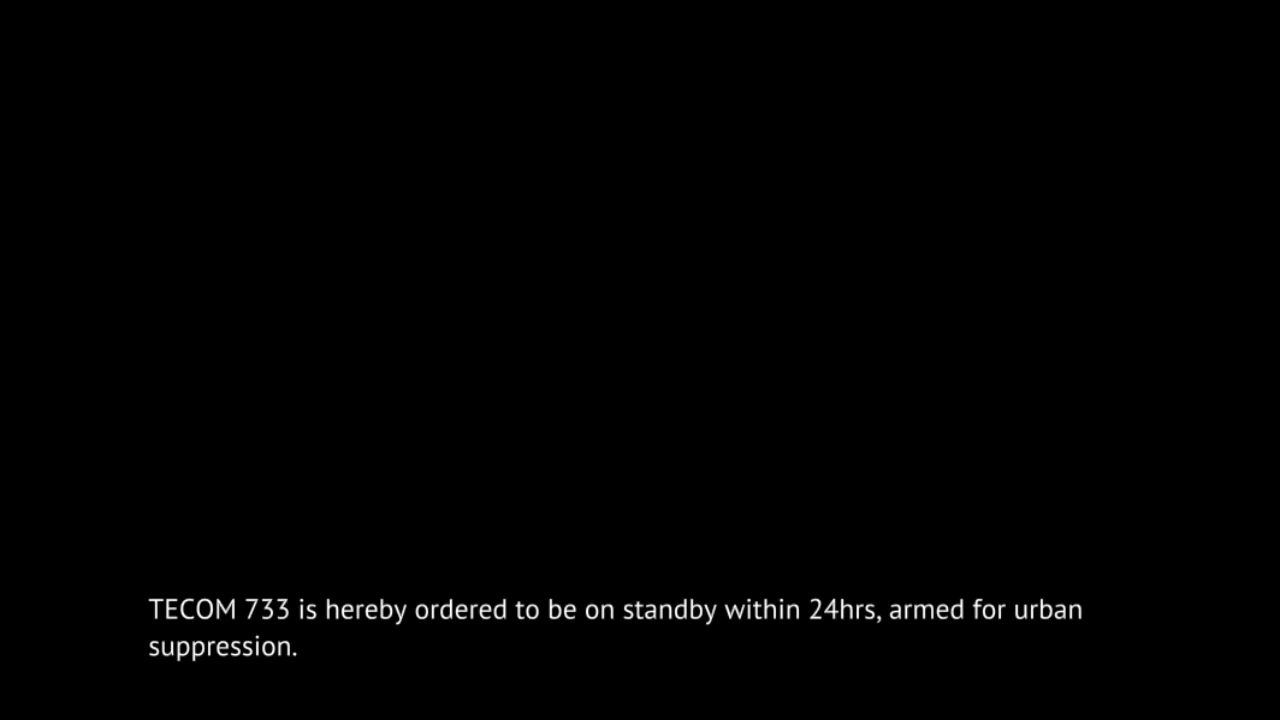 TECOM 733 is hereby ordered to be on standby within 24hrs, armed for urban
suppression.